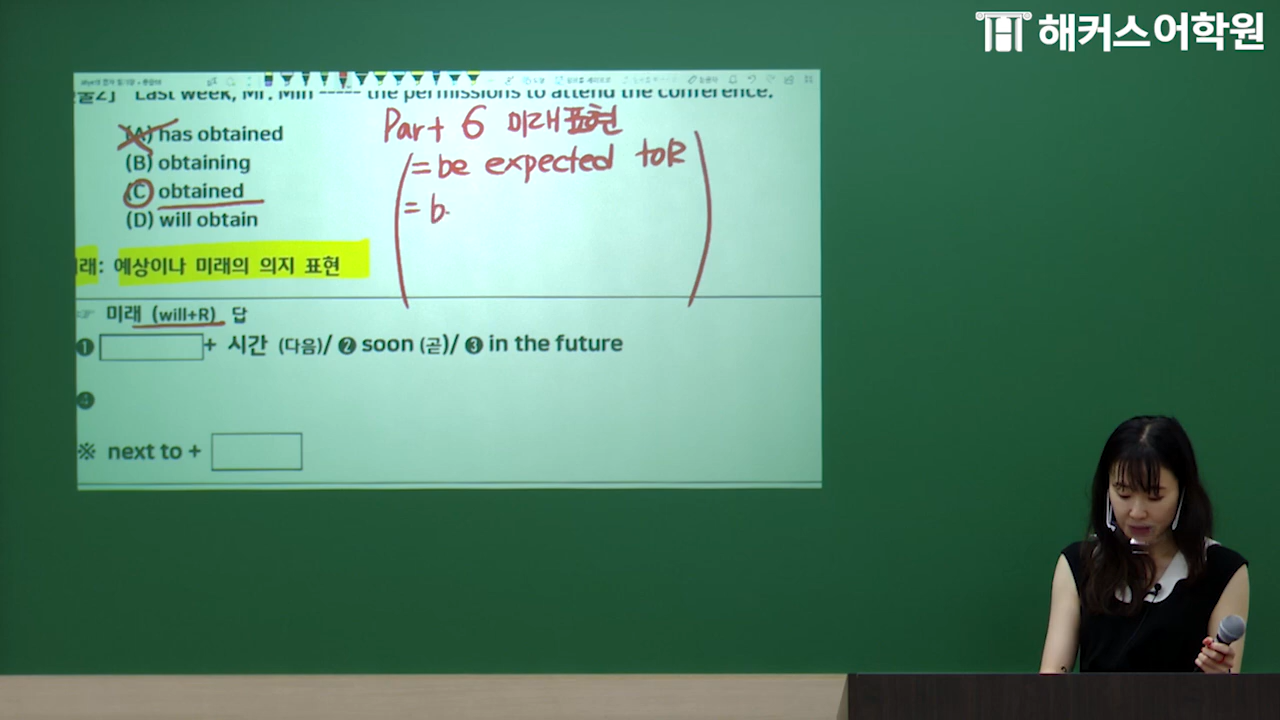 해커스어학원
Last week, Mr. Min ----- the permissions to attend the conference.
(A) has obtained
(B) obtaining
(C) obtained
(D) will obtain
Part 6 미래표현
= be expected to R
= b
래: 예상이나 미래의 의지 표현
☞ 미래 (will+R) 답
❶ + 시간 (다음)/ ❷ soon (곧)/ ❸ in the future
❹
※ next to +